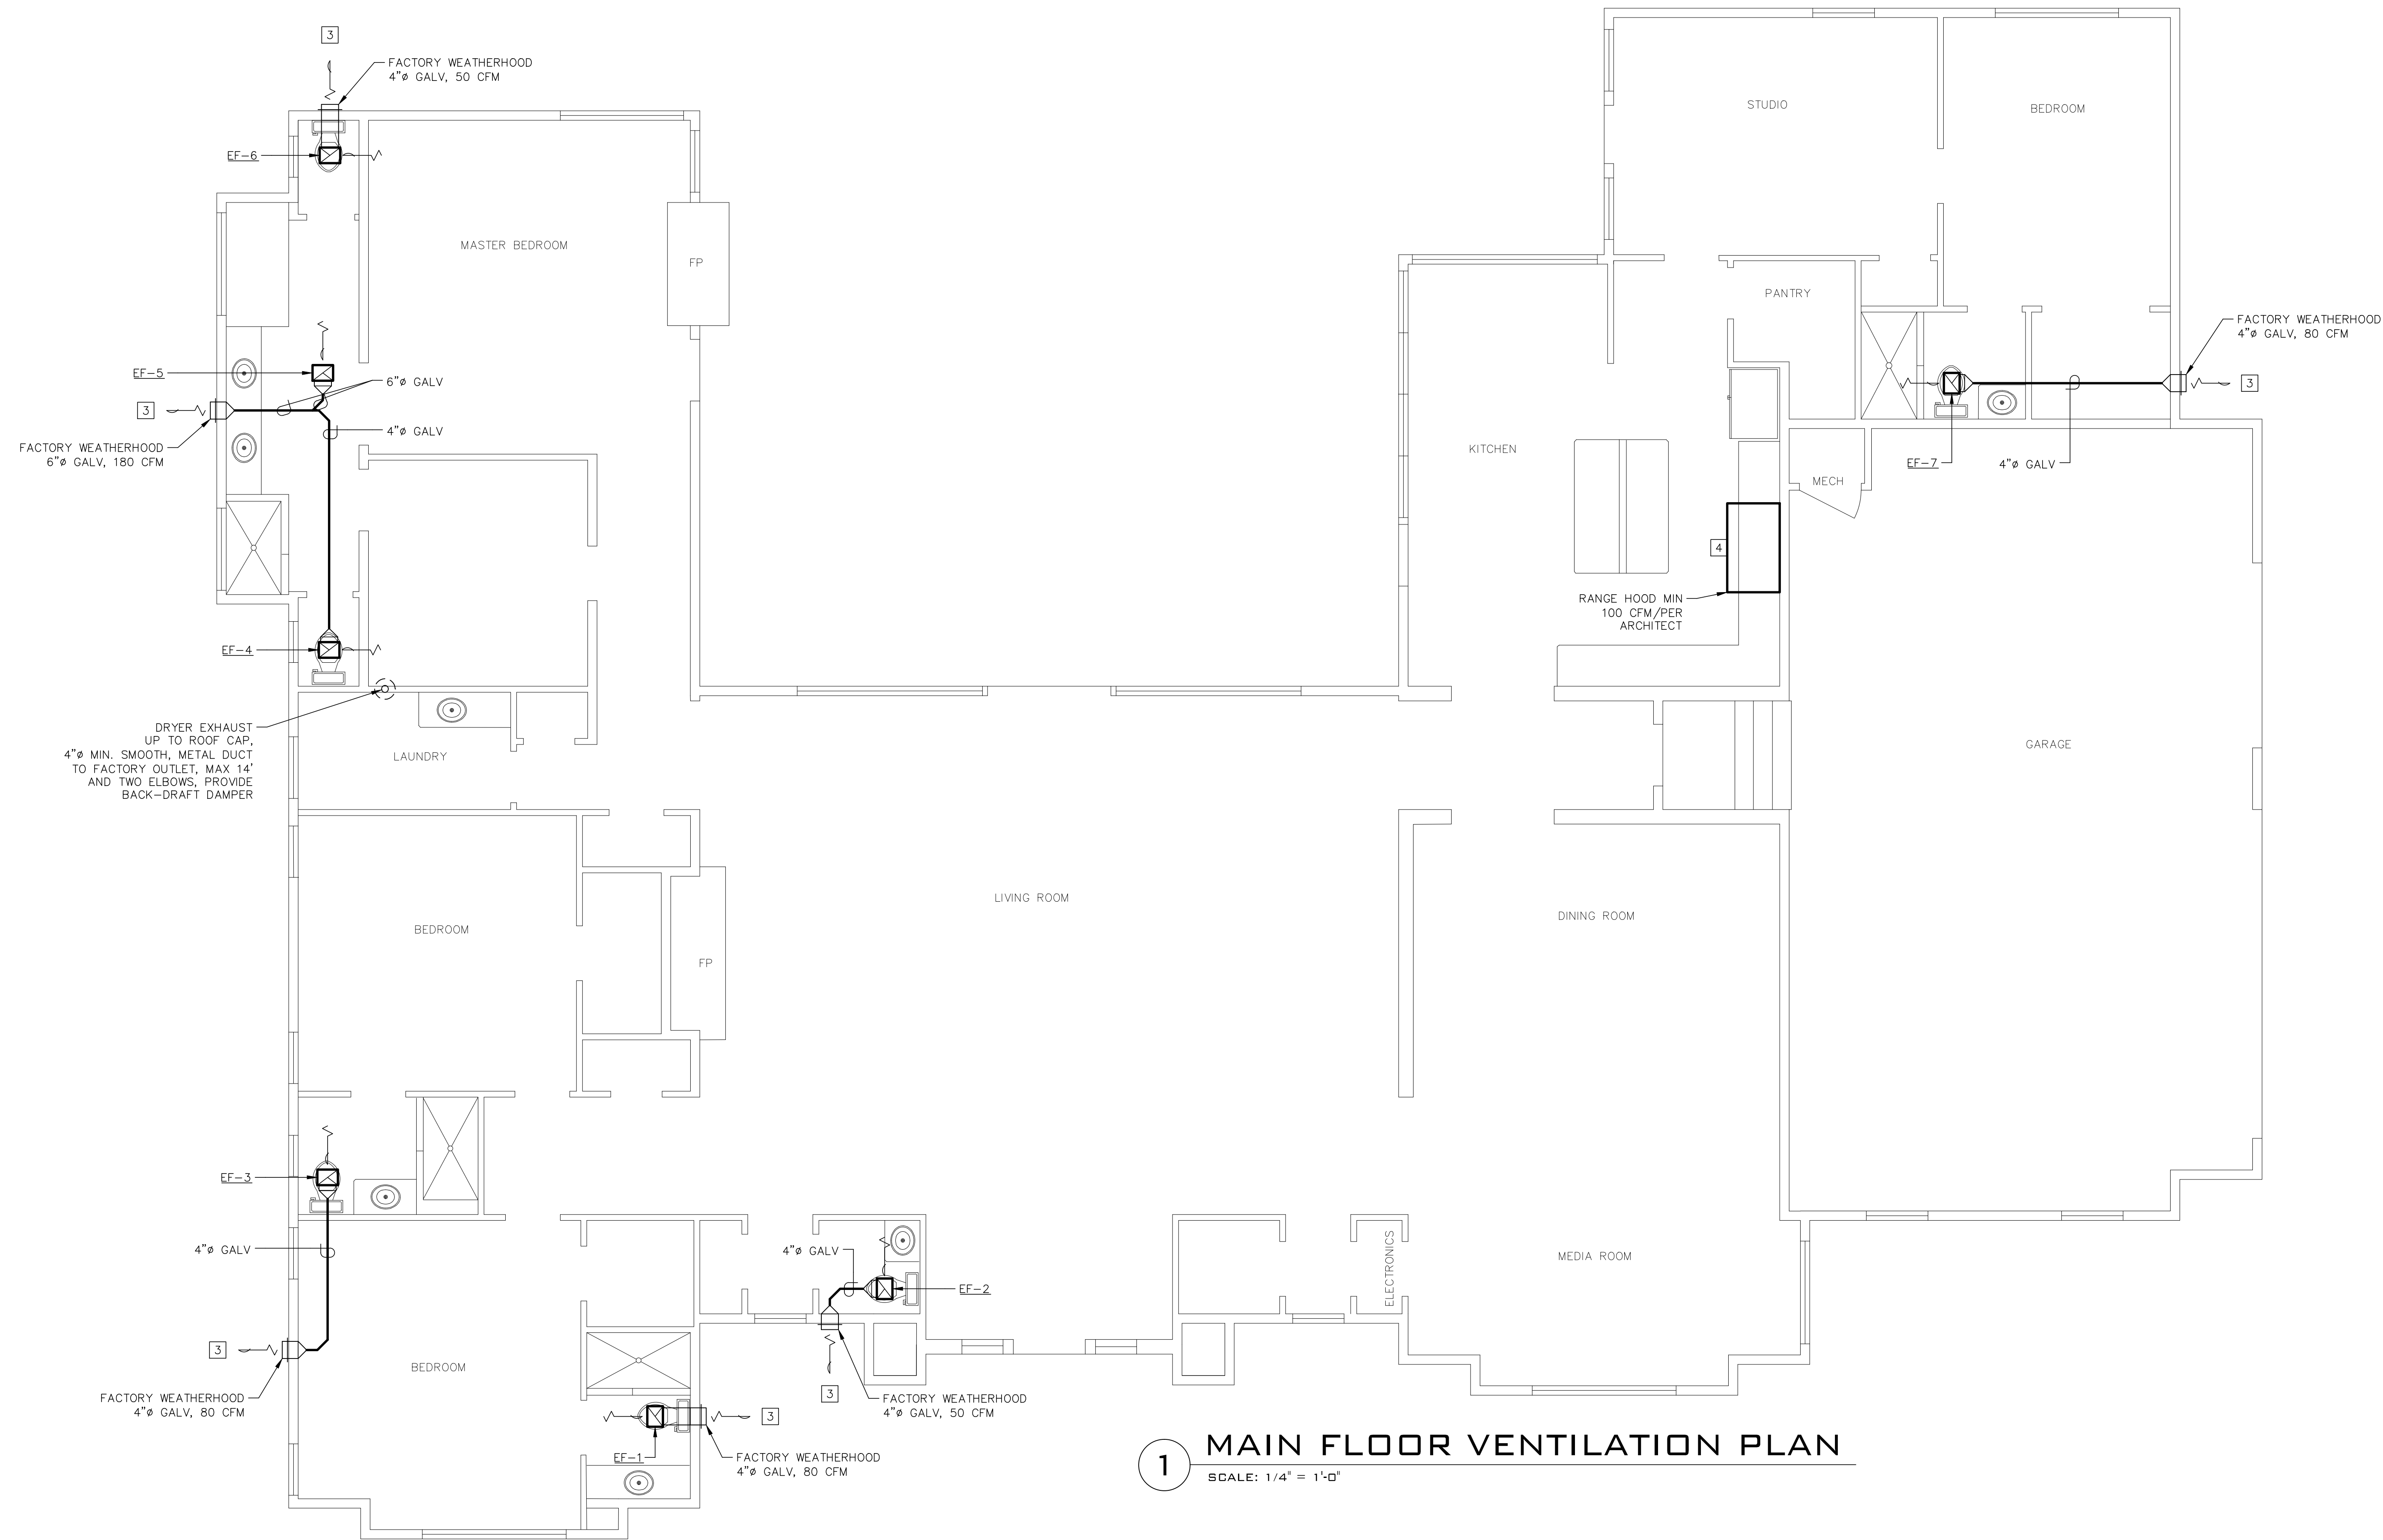 3
FACTORY WEATHERHOOD
4"ø GALV, 50 CFM
EF-6
MASTER BEDROOM
FP
EF-5
6"ø GALV
3
4"ø GALV
FACTORY WEATHERHOOD
6"ø GALV, 180 CFM
EF-4
DRYER EXHAUST
UP TO ROOF CAP,
4"ø MIN. SMOOTH, METAL DUCT
TO FACTORY OUTLET, MAX 14'
AND TWO ELBOWS, PROVIDE
BACK-DRAFT DAMPER
LAUNDRY
STUDIO
BEDROOM
PANTRY
FACTORY WEATHERHOOD
4"ø GALV, 80 CFM
3
KITCHEN
MECH
EF-7
4"ø GALV
4
RANGE HOOD MIN
100 CFM/PER
ARCHITECT
GARAGE
LIVING ROOM
DINING ROOM
BEDROOM
FP
EF-3
4"ø GALV
3
FACTORY WEATHERHOOD
4"ø GALV, 80 CFM
BEDROOM
4"ø GALV
EF-2
3
FACTORY WEATHERHOOD
4"ø GALV, 50 CFM
3
EF-1
FACTORY WEATHERHOOD
4"ø GALV, 80 CFM
ELECTRONICS
MEDIA ROOM
1
MAIN FLOOR VENTILATION PLAN
SCALE: 1/4" = 1'-0"